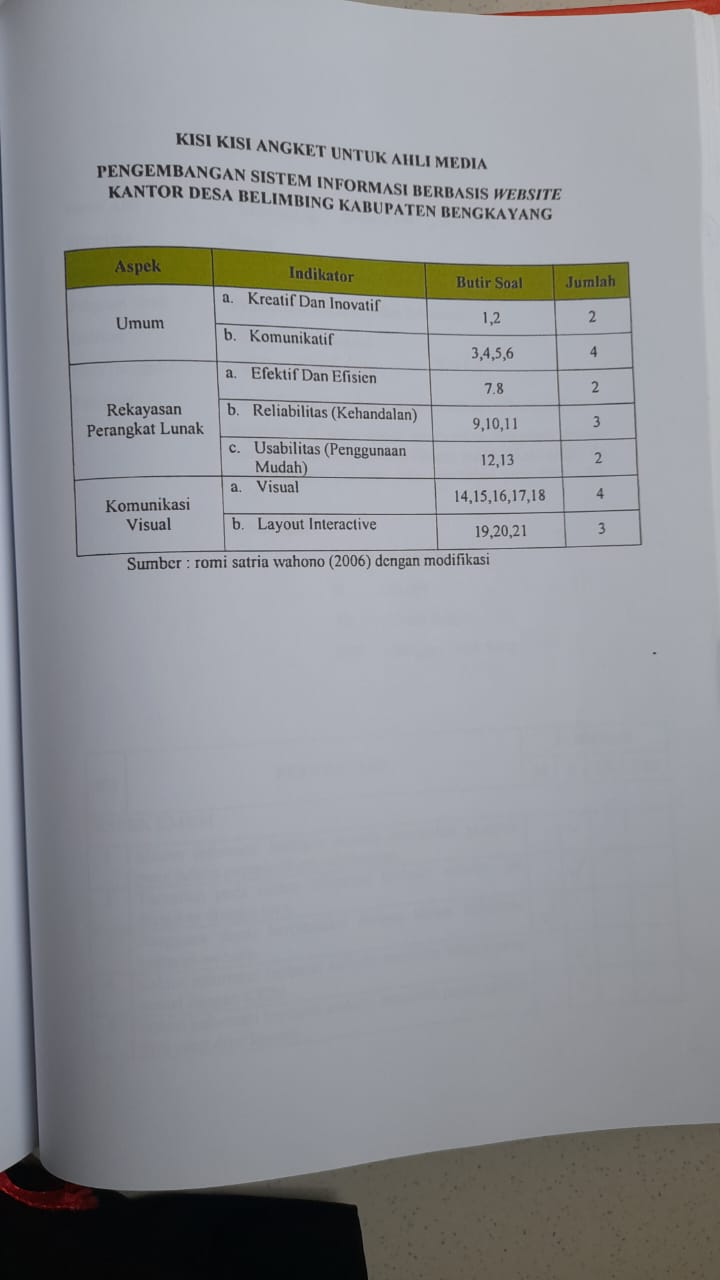 KISI KISI ANGKET UNTUK AHLI MEDIA
PENGEMBANGAN SISTEM INFORMASI BERBASIS WEBSITE
KANTOR DESA BELIMBING KABUPATEN BENGKAYANG
Aspek Indikator Butir Soal Jumlah
Umum
a. Kreatif Dan Inovatif 1,2 2
b. Komunikatif 3,4,5,6 4
Rekayasan
Perangkat Lunak
a. Efektif Dan Efisien 7.8 2
b. Reliabilitas (Kehandalan) 9,10,11 3
c. Usabilitas (Penggunaan
Mudah) 12,13 2
Komunikasi
Visual
a. Visual 14,15,16,17,18 4
b. Layout Interactive 19,20,21 3
Sumber : romi satria wahono (2006) dengan modifikasi